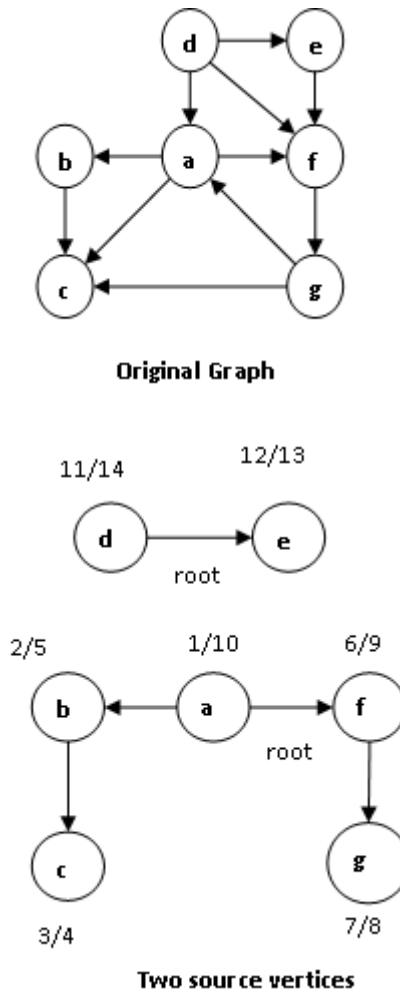 d
e
b
a
f
c
g
Original Graph
11/14
12/13
d
e
root
2/5
1/10
6/9
b
a
f
root
c
g
3/4
7/8
Two source vertices